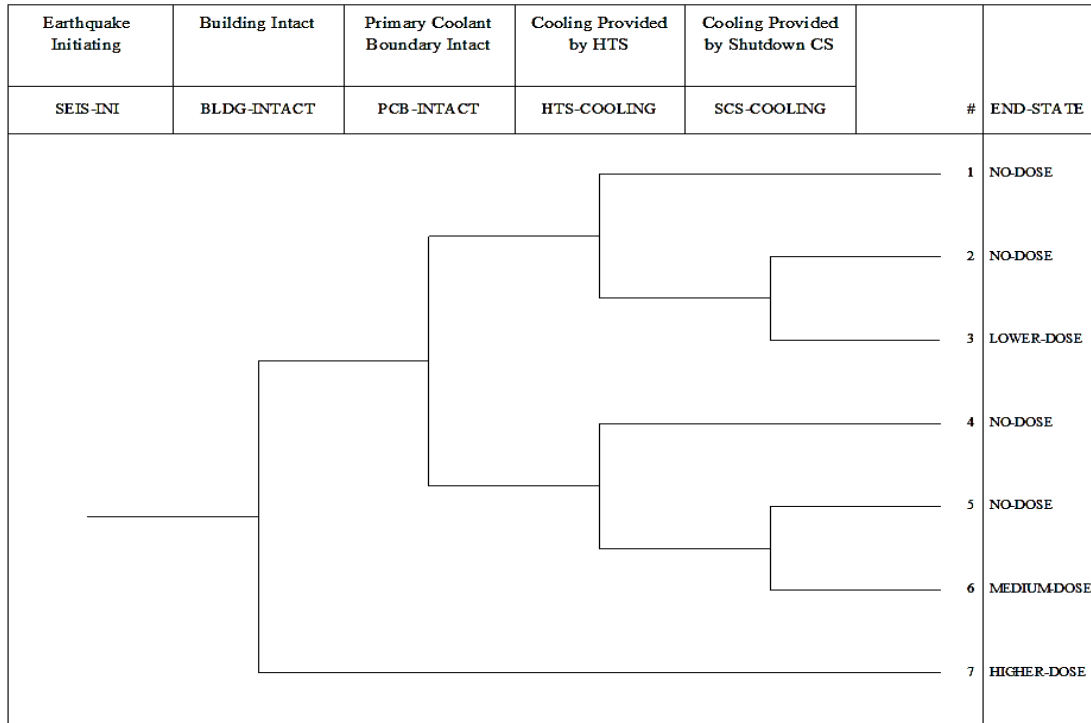 Earthquake
Initiating
Building Intact
Primary Coolant
Boundary Intact
Cooling Provided
by HTS
Cooling Provided
by Shutdown CS
SEIS-INI
BLDG-INTACT
PCB-INTACT
HTS-COOLING
SCS-COOLING
#
END-STATE
1 NO-DOSE
2 NO-DOSE
3 LOWER-DOSE
4 NO-DOSE
5 NO-DOSE
6 MEDIUM-DOSE
7 HIGHER-DOSE